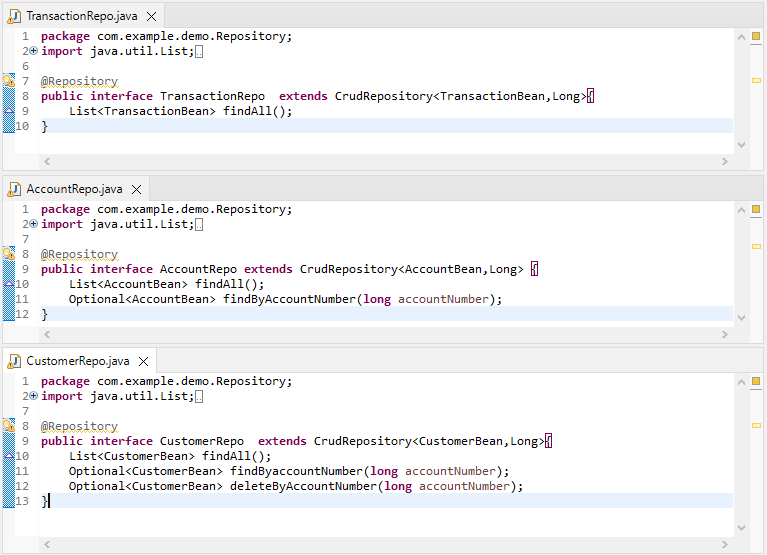 TransactionRepo.java
1 package com.example.demo.Repository;
2 import java.util.List;
6
7 @Repository
8 public interface TransactionRepo  extends CrudRepository<TransactionBean,Long>{
9     List<TransactionBean> findAll();
10 }
AccountRepo.java
1 package com.example.demo.Repository;
2 import java.util.List;
7
8 @Repository
9 public interface AccountRepo extends CrudRepository<AccountBean,Long> {
10     List<AccountBean> findAll();
11     Optional<AccountBean> findByAccountNumber(long accountNumber);
12 }
CustomerRepo.java
1 package com.example.demo.Repository;
2 import java.util.List;
7
8 @Repository
9 public interface CustomerRepo  extends CrudRepository<CustomerBean,Long>{
10     List<CustomerBean> findAll();
11     Optional<CustomerBean> findByaccountNumber(long accountNumber);
12     Optional<CustomerBean> deleteByAccountNumber(long accountNumber);
13 }